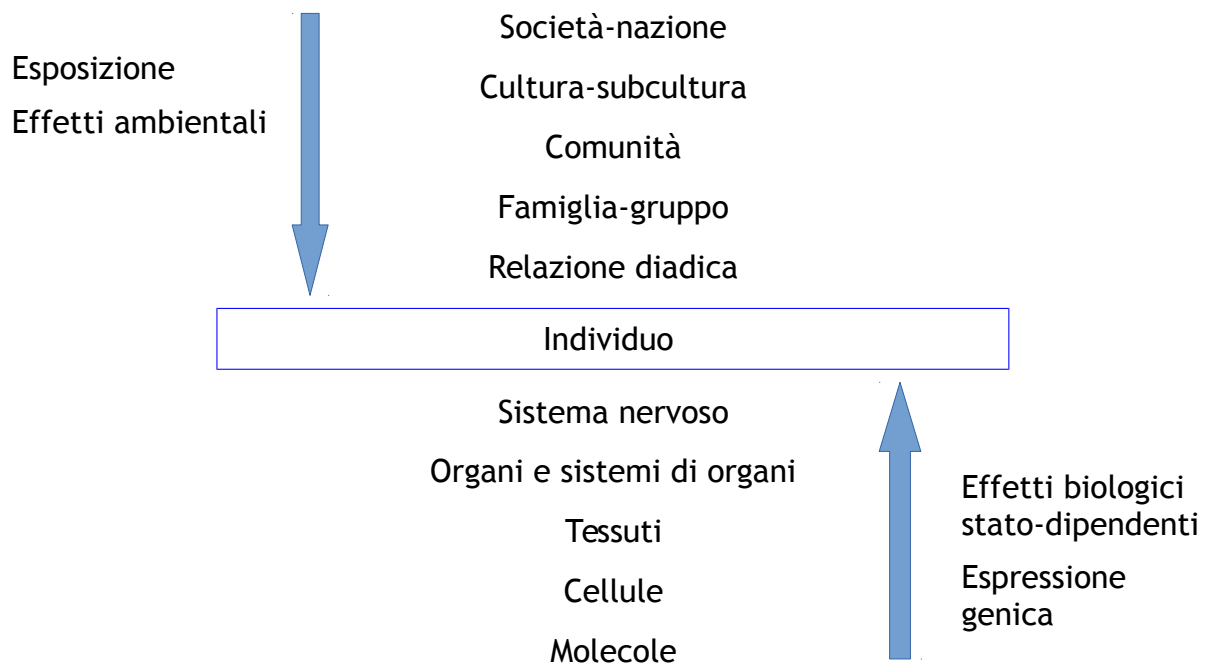 Società-nazione
Esposizione
Effetti ambientali
Cultura-subcultura
Comunità
Famiglia-gruppo
Relazione diadica
Individuo
Sistema nervoso
Organi e sistemi di organi
Tessuti
Cellule
Molecole
Effetti biologici
stato-dipendenti
Espressione
genica